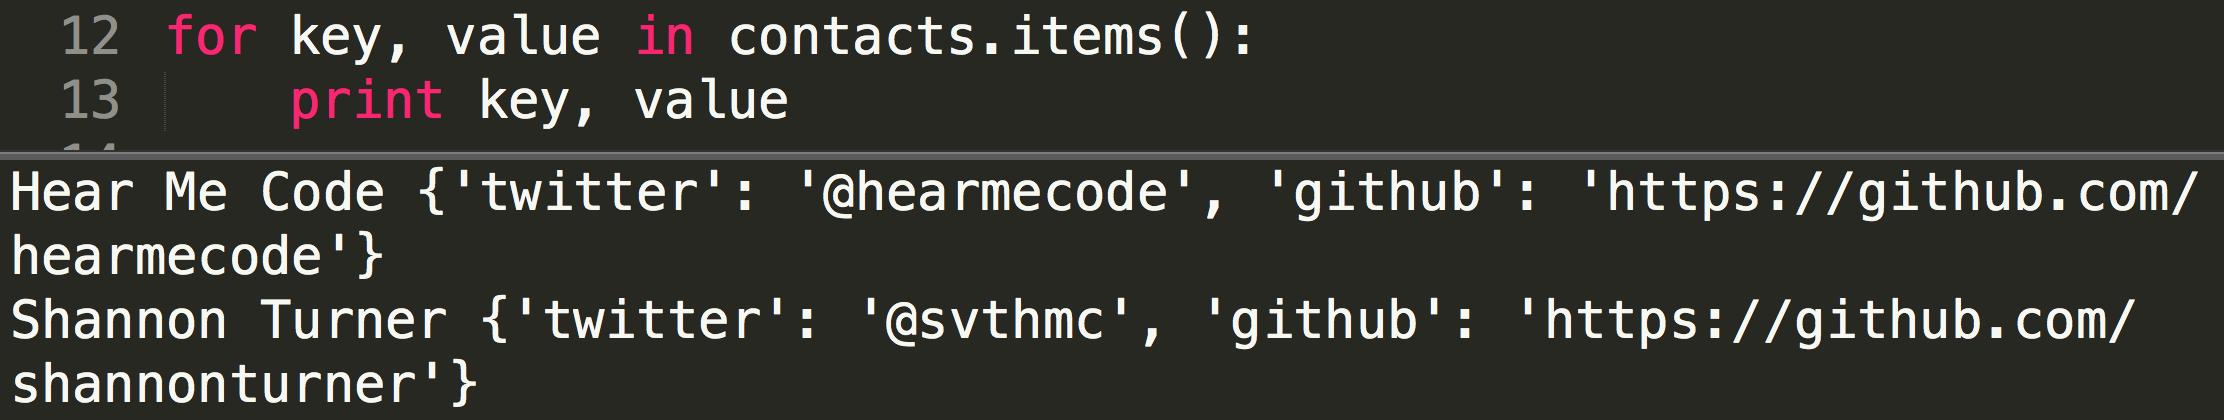 12 for key, value in contacts.items():
13     print key, value
Hear Me Code {'twitter': '@hearmecode', 'github': 'https://github.com/
hearmecode'}
Shannon Turner {'twitter': '@svthmc', 'github': 'https://github.com/
shannonturner'}